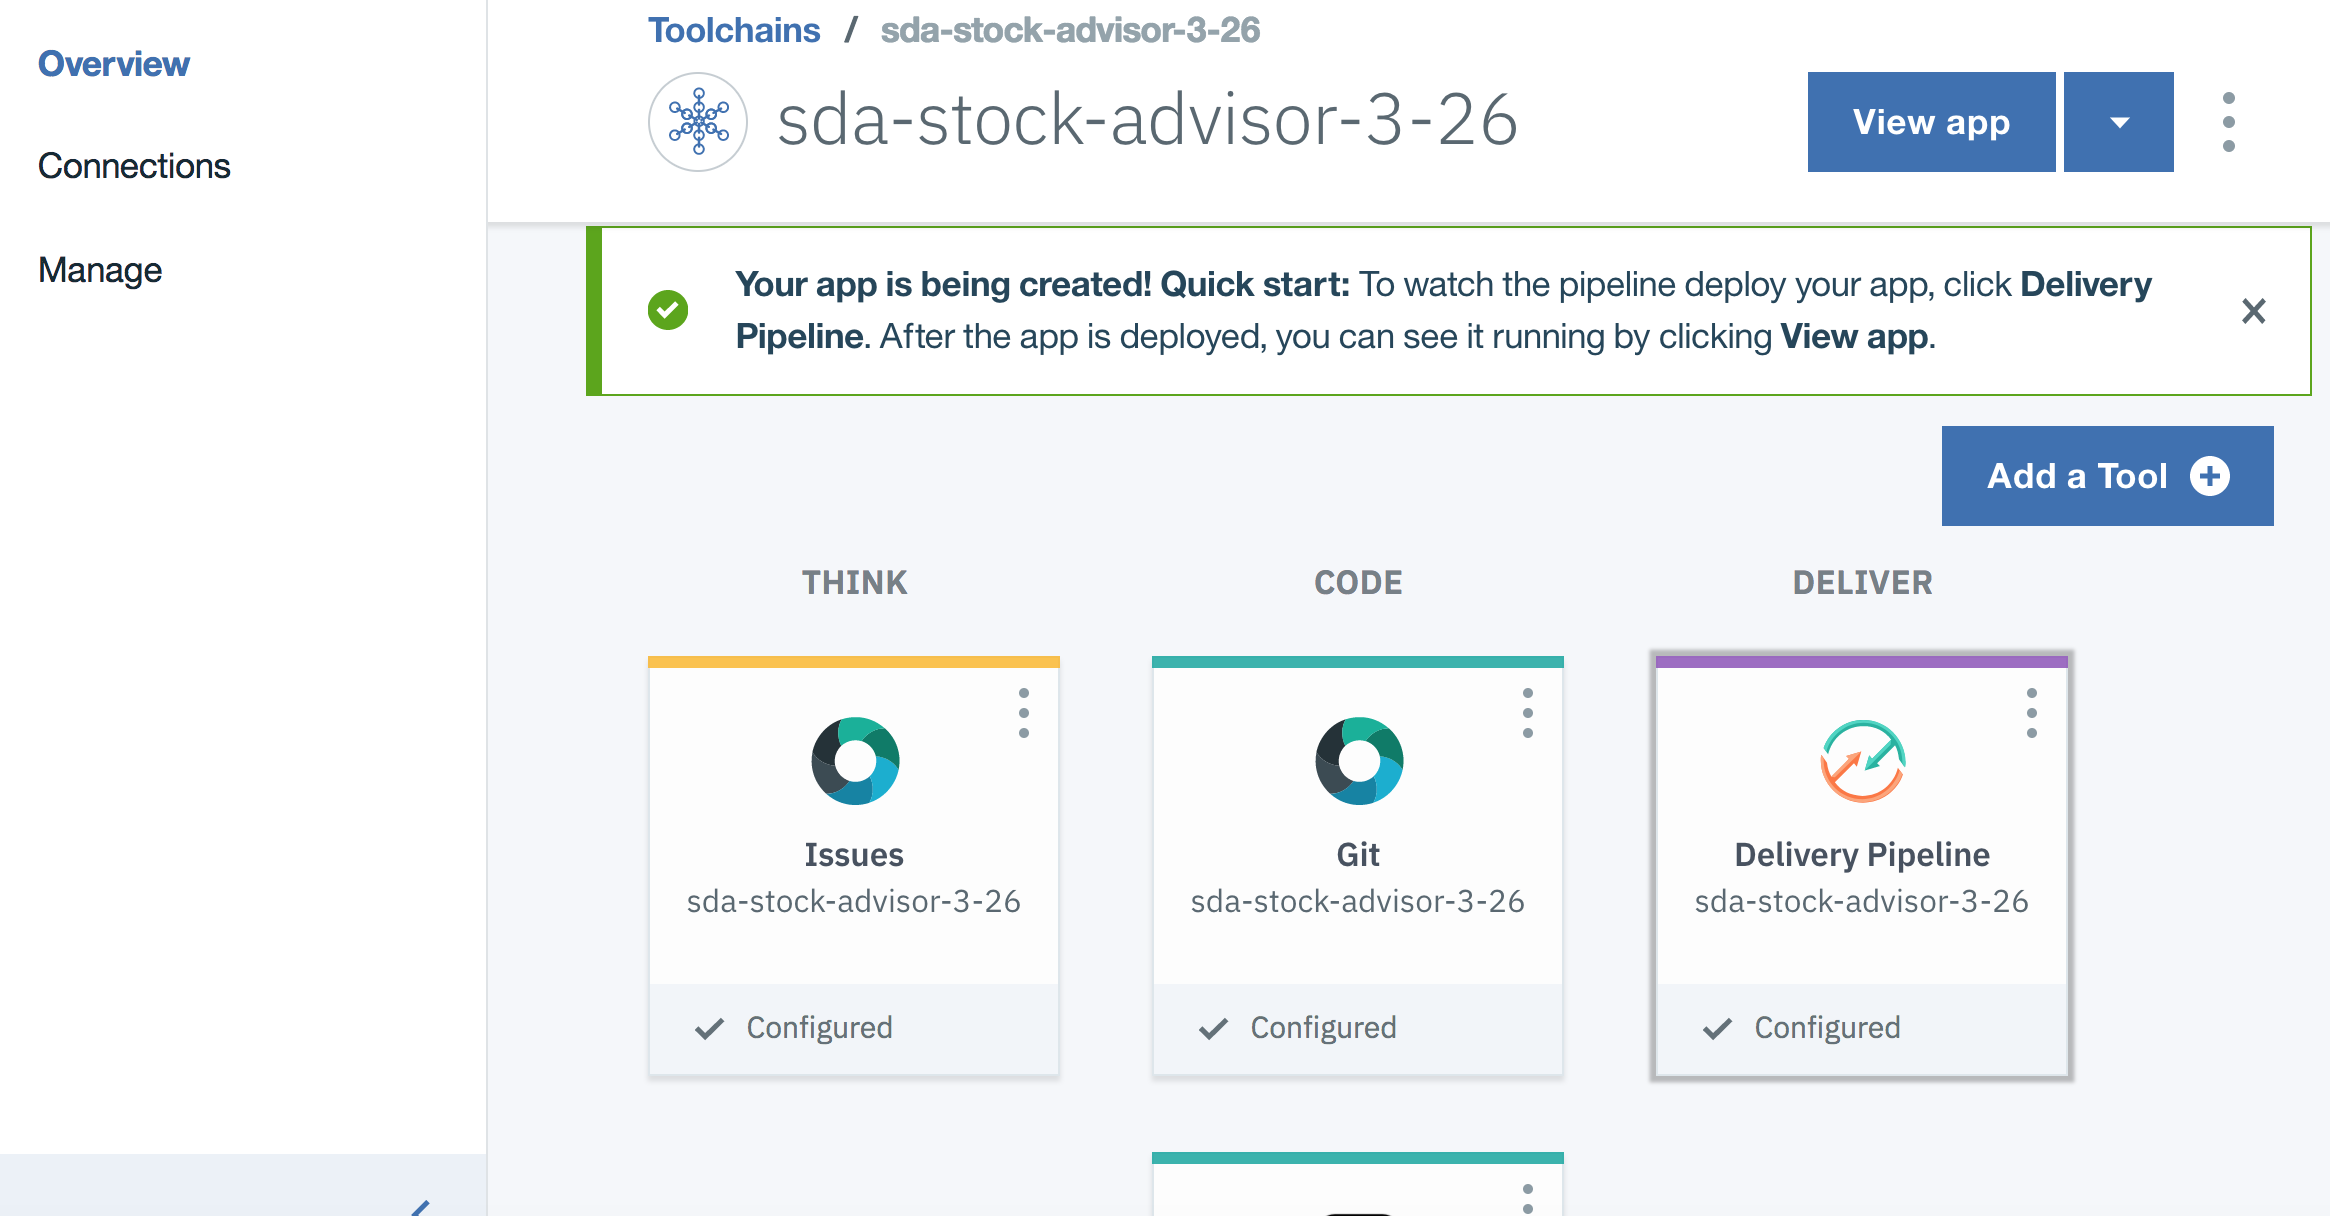 Overview
Connections
Manage
Toolchains / sda-stock-advisor-3-26
sda-stock-advisor-3-26
View app
Your app is being created! Quick start: To watch the pipeline deploy your app, click Delivery
Pipeline. After the app is deployed, you can see it running by clicking View app.
Add a Tool
THINK
CODE
DELIVER
Issues
sda-stock-advisor-3-26
Configured
Git
sda-stock-advisor-3-26
Configured
Delivery Pipeline
sda-stock-advisor-3-26
Configured